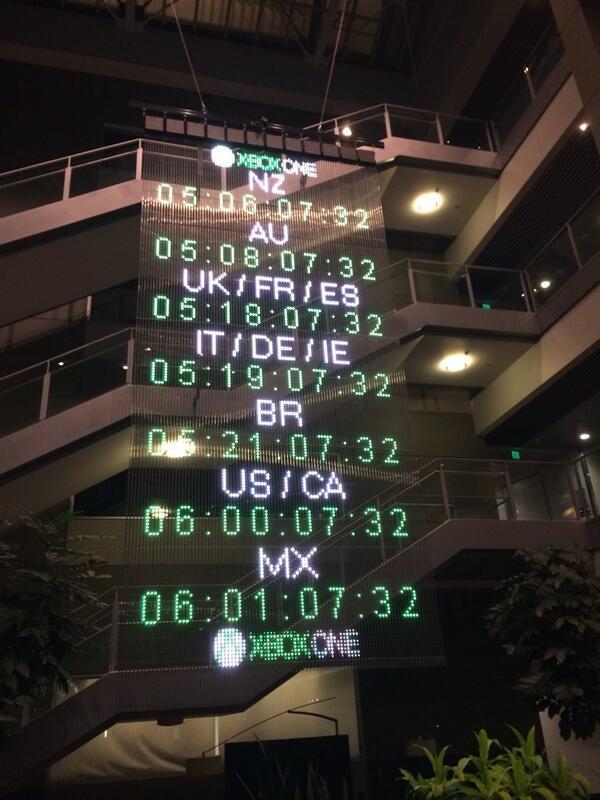 XBOX ONE
NZ
05:06:07:32
AU
05:08:07:32
UK / FR / ES
05:18:07:32
IT / DE / IE
05:19:07:32
BR
05:21:07:32
US / CA
06:00:07:32
MX
06:01:07:32
XBOX ONE